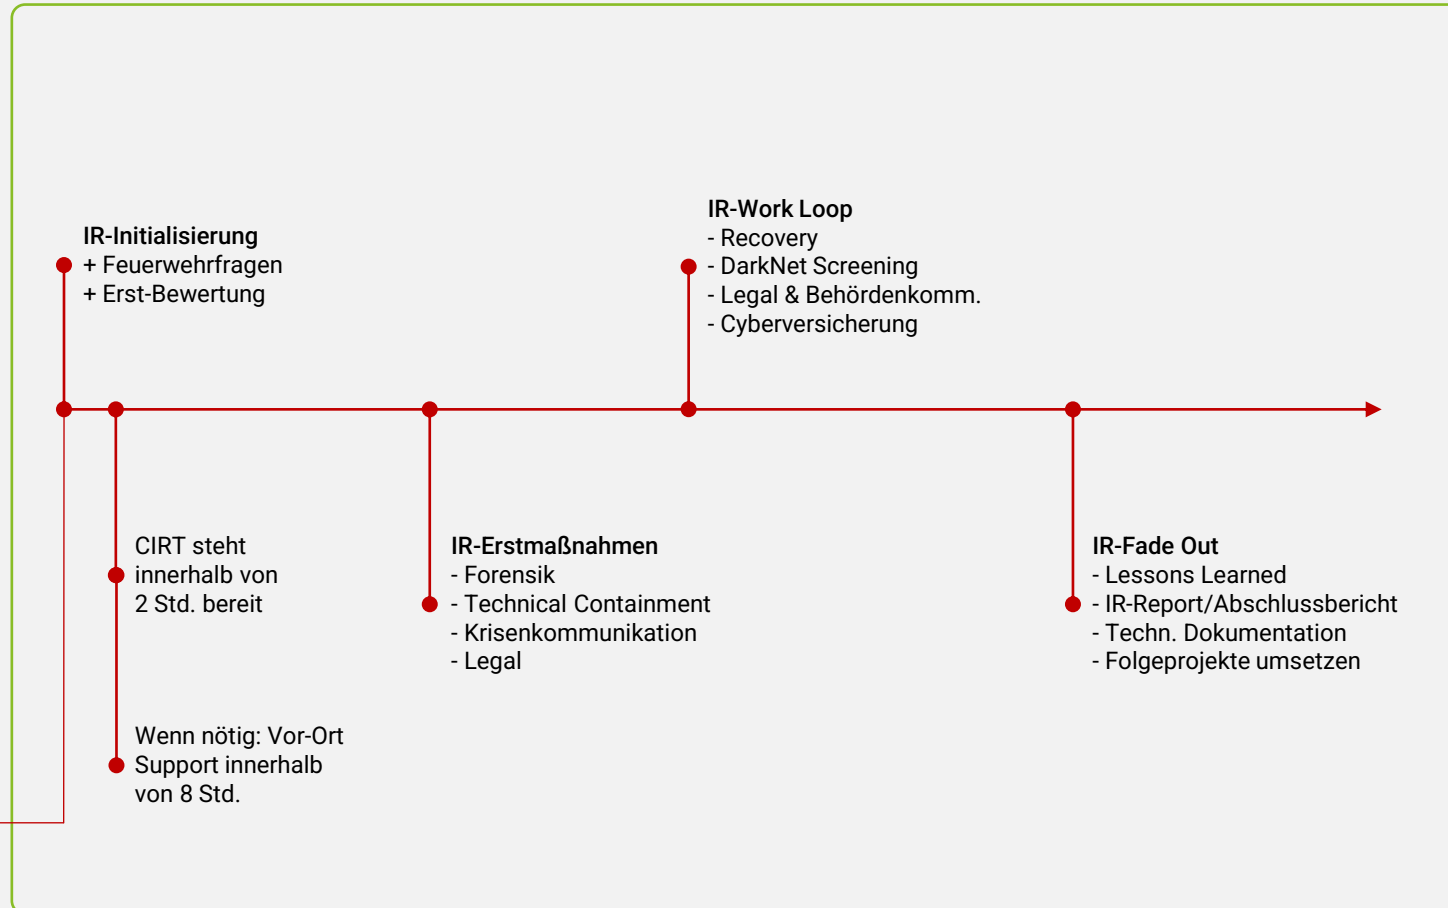 IR-Initialisierung
+ Feuerwehrfragen
+ Erst-Bewertung
CIRT steht
innerhalb von
2 Std. bereit
Wenn nötig: Vor-Ort
Support innerhalb
von 8 Std.
IR-Erstmaßnahmen
- Forensik
- Technical Containment
- Krisenkommunikation
- Legal
IR-Work Loop
- Recovery
- DarkNet Screening
- Legal & Behördenkomm.
- Cyberversicherung
IR-Fade Out
- Lessons Learned
- IR-Report/Abschlussbericht
- Techn. Dokumentation
- Folgeprojekte umsetzen